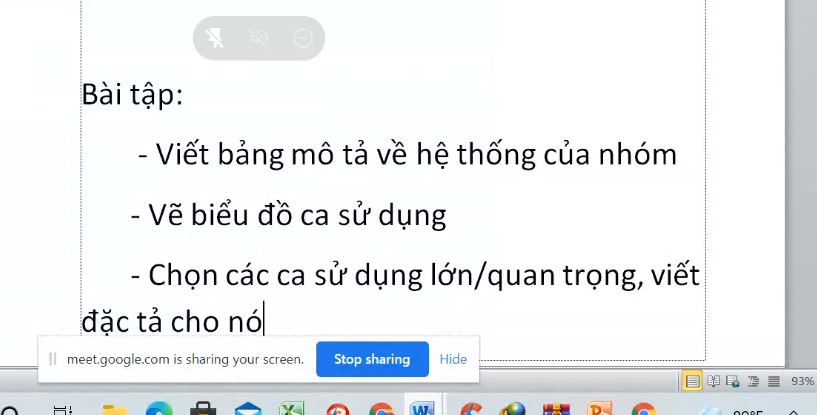 Bài tập:
- Viết bảng mô tả về hệ thống của nhóm
- Vẽ biểu đồ ca sử dụng
- Chọn các ca sử dụng lớn/quan trọng, viết
đặc tả cho nó
meet.google.com is sharing your screen. Stop sharing Hide
93%